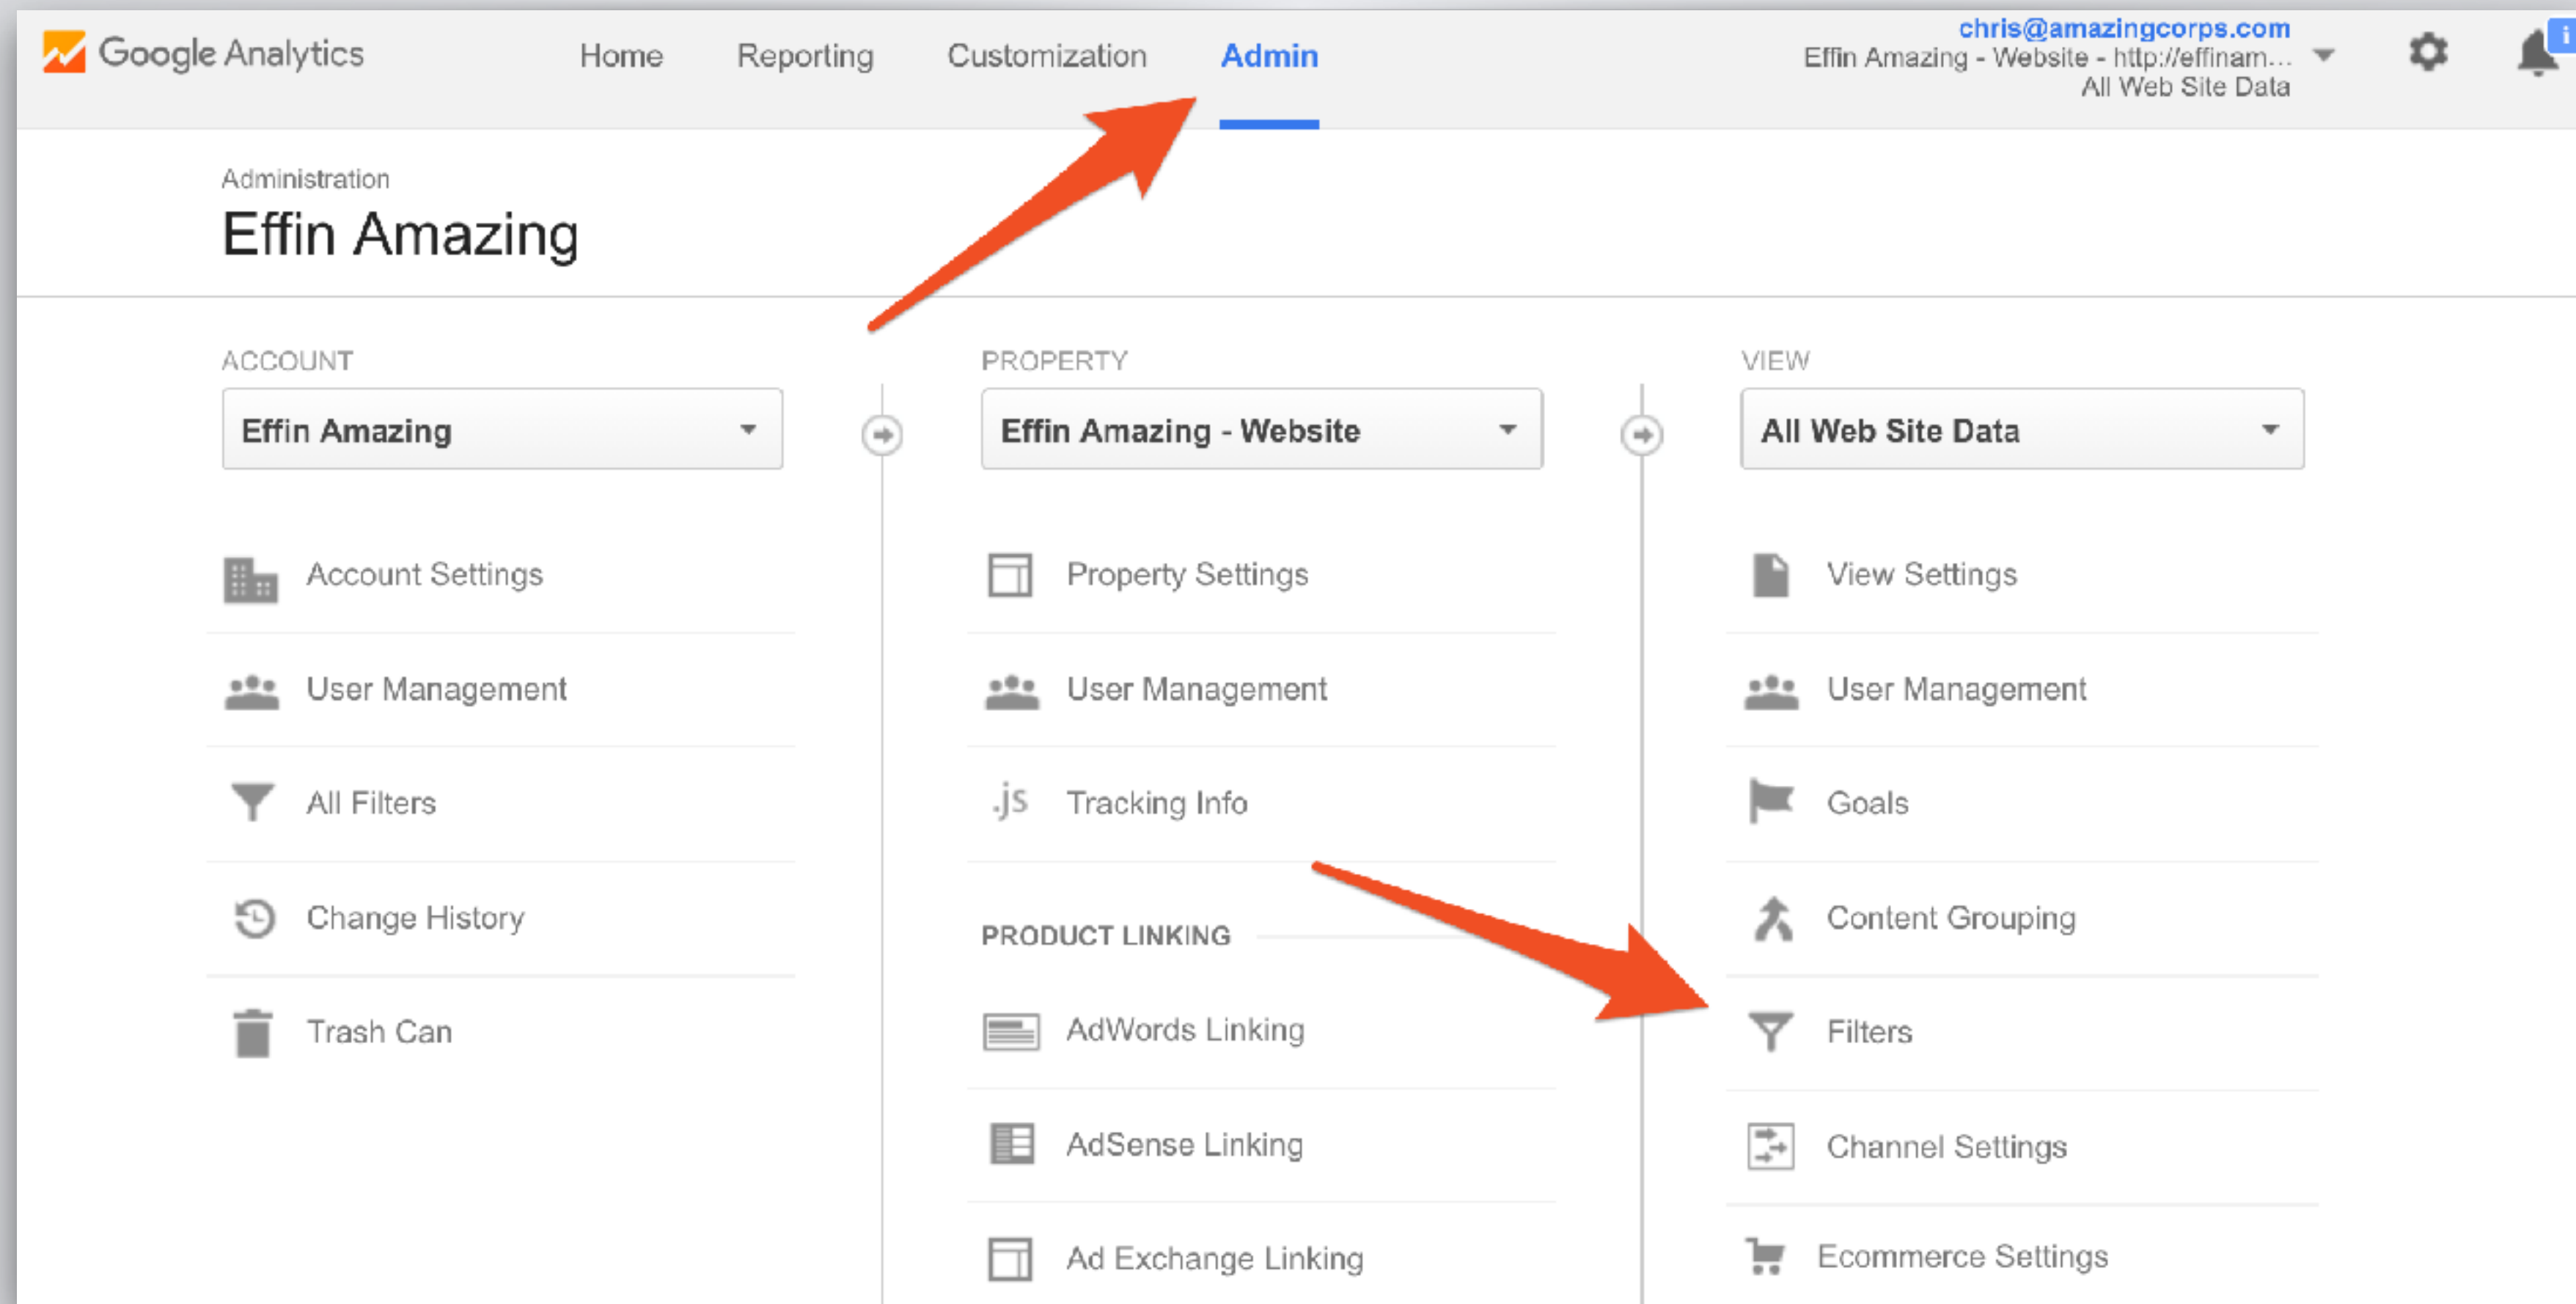 Google Analytics
Home
Reporting
Customization
Admin
chris@amazingcorps.com
Effin Amazing - Website - http://effinam...
All Web Site Data
i
Administration
Effin Amazing
ACCOUNT
Effin Amazing
Account Settings
User Management
All Filters
Change History
Trash Can
PROPERTY
Effin Amazing - Website
Property Settings
User Management
.js Tracking Info
PRODUCT LINKING
AdWords Linking
AdSense Linking
Ad Exchange Linking
VIEW
All Web Site Data
View Settings
User Management
Goals
Content Grouping
Filters
Channel Settings
Ecommerce Settings